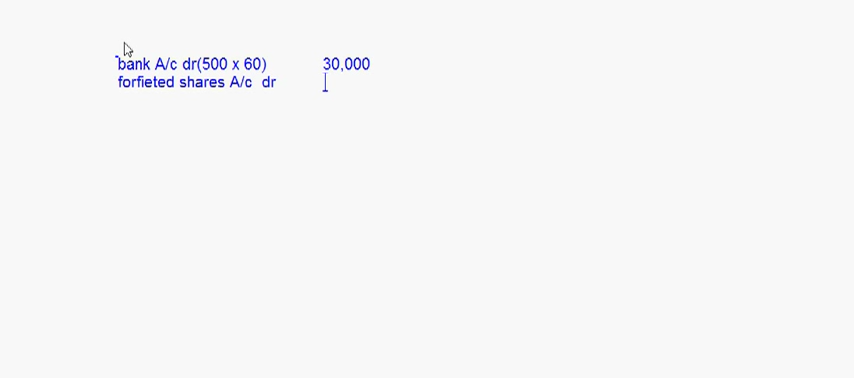 bank A/c dr(500 x 60) 30,000
forfieted shares A/c dr